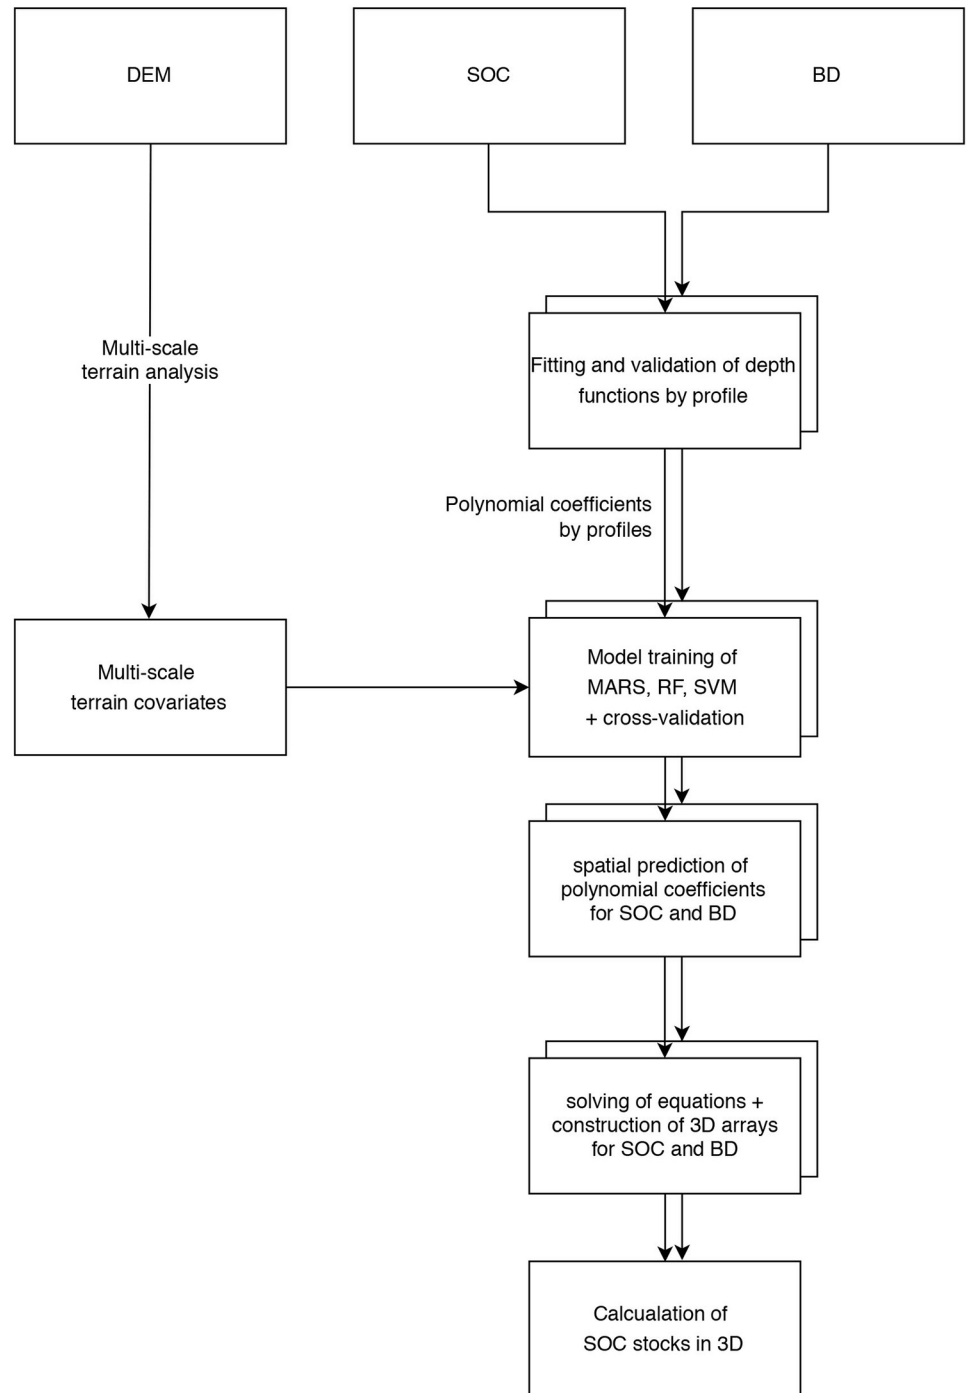 DEM
SOC
BD
Multi-scale
terrain analysis
Fitting and validation of depth
functions by profile
Polynomial coefficients
by profiles
Multi-scale
terrain covariates
Model training of
MARS, RF, SVM
+ cross-validation
spatial prediction of
polynomial coefficients
for SOC and BD
solving of equations +
construction of 3D arrays
for SOC and BD
Calcualation of
SOC stocks in 3D